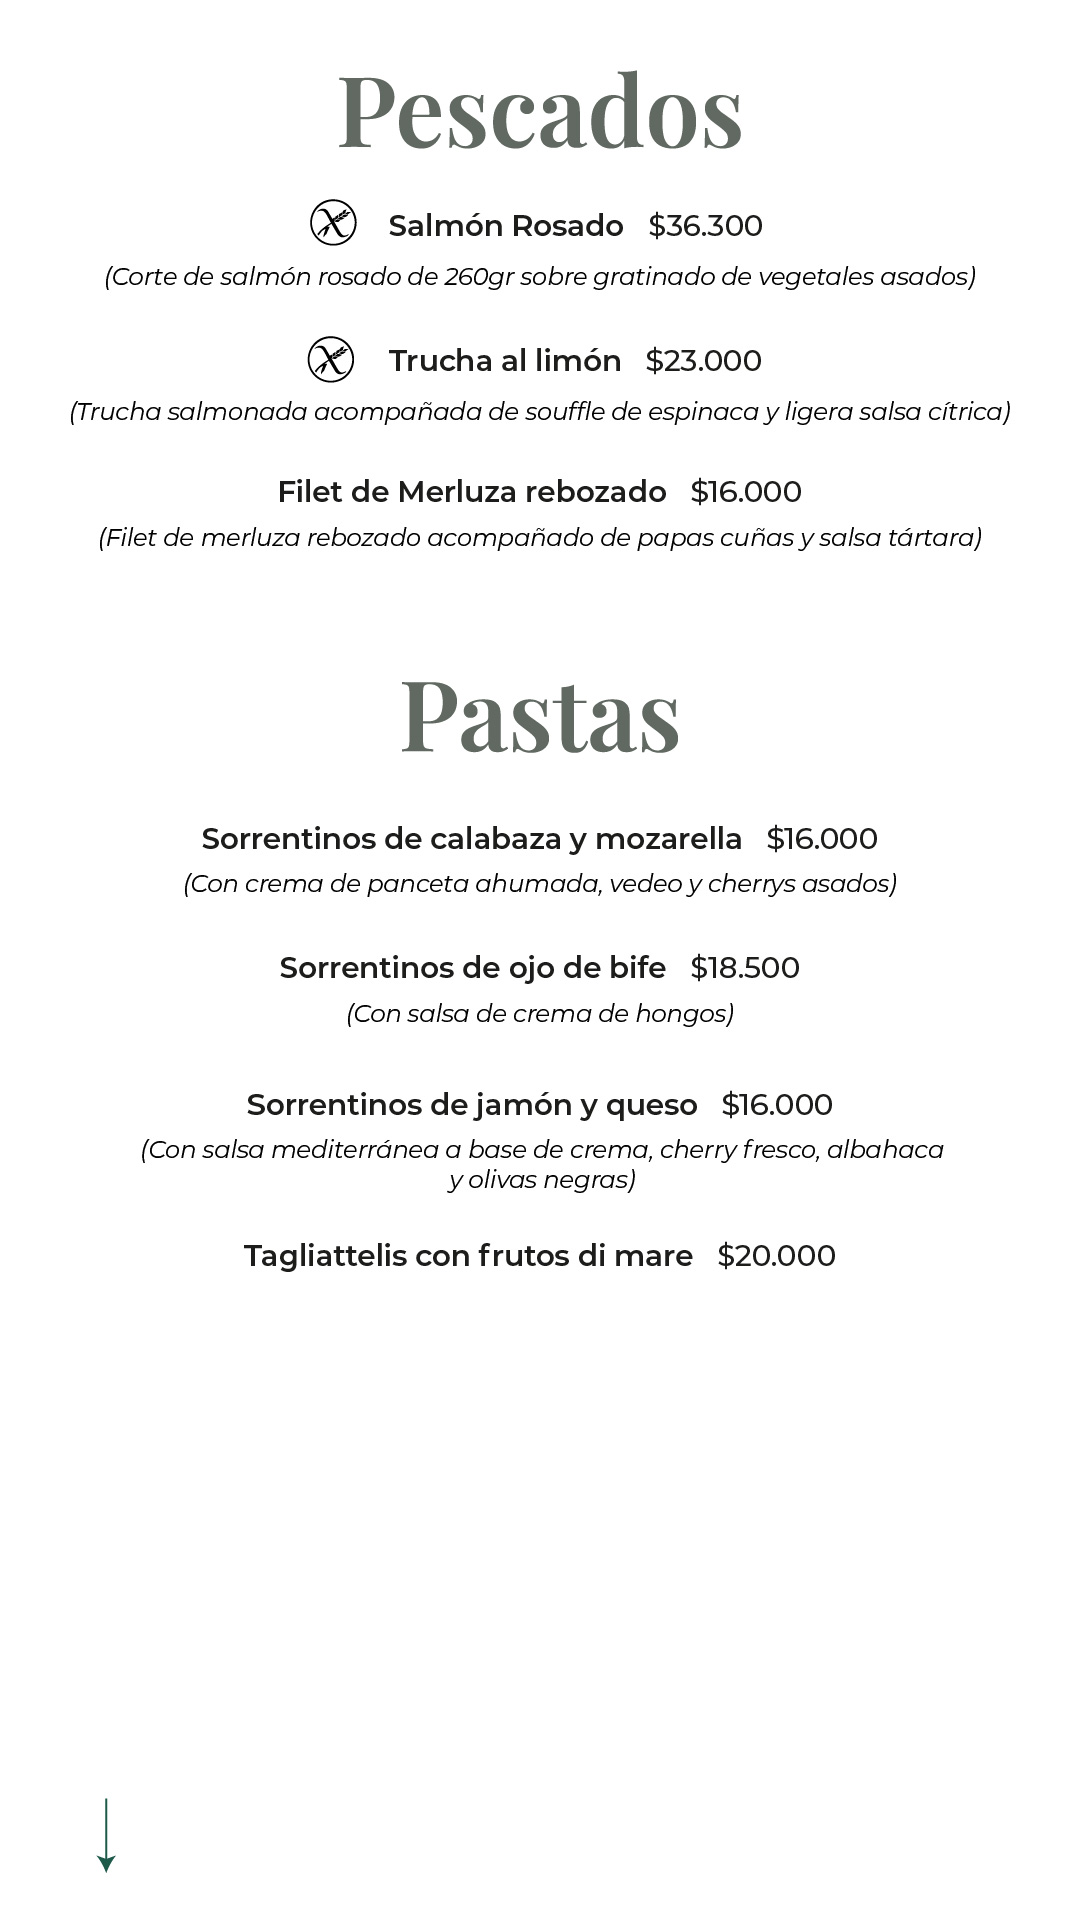 Pescados
Salmón Rosado $36.300
(Corte de salmón rosado de 260gr sobre gratinado de vegetales asados)
Trucha al limón $23.000
(Trucha salmonada acompañada de souffle de espinaca y ligera salsa cítrica)
Filet de Merluza rebozado $16.000
(Filet de merluza rebozado acompañado de papas cuñas y salsa tártara)
Pastas
Sorrentinos de calabaza y mozarella $16.000
(Con crema de panceta ahumada, vedeo y cherrys asados)
Sorrentinos de ojo de bife $18.500
(Con salsa de crema de hongos)
Sorrentinos de jamón y queso $16.000
(Con salsa mediterránea a base de crema, cherry fresco, albahaca
y olivas negras)
Tagliattelis con frutos di mare $20.000